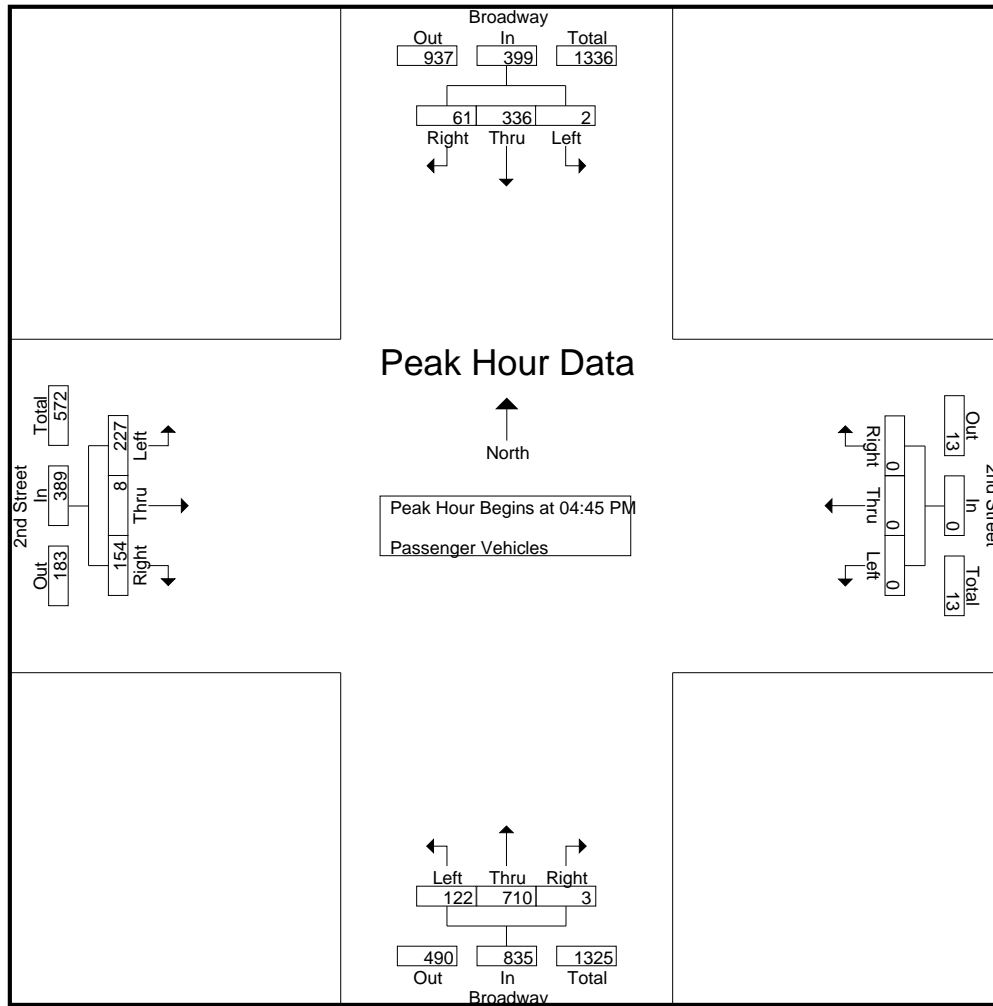 Broadway
Out In Total
937 399 1336
61 336 2
Right Thru Left
Peak Hour Data
North
Peak Hour Begins at 04:45 PM
Passenger Vehicles
2nd Street
Total In Out
572 389 183
227 8 154
Left Thru Right
2nd Street
Out In Total
13 0 13
0 0 0
Right Thru Left
Left Thru Right
122 710 3
490 835 1325
Out In Total
Broadway